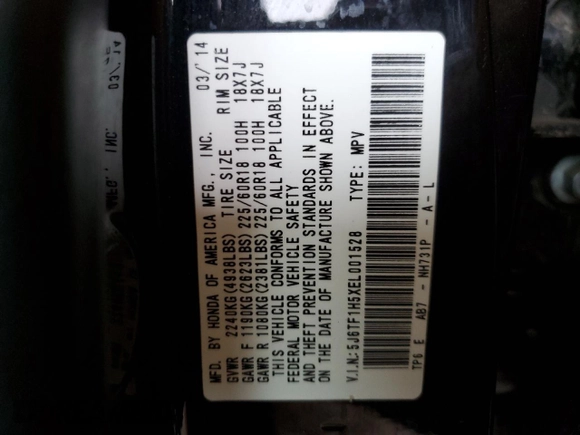 MFD. BY HONDA OF AMERICA MFG., INC. 03/'14
GVWR 2240KG(4938LBS) TIRE SIZE RIM SIZE
GAWR F 1190KG(2623LBS) 225/60R18 100H 18X7J
GAWR R 1080KG(2381LBS) 225/60R18 100H 18X7J
THIS VEHICLE CONFORMS TO ALL APPLICABLE
FEDERAL MOTOR VEHICLE SAFETY
AND THEFT PREVENTION STANDARDS IN EFFECT
ON THE DATE OF MANUFACTURE SHOWN ABOVE.
V.I.N.:5J6TF1H5XEL001528 TYPE: MPV
TP6 E AB7 - NH731P - A - L
INC